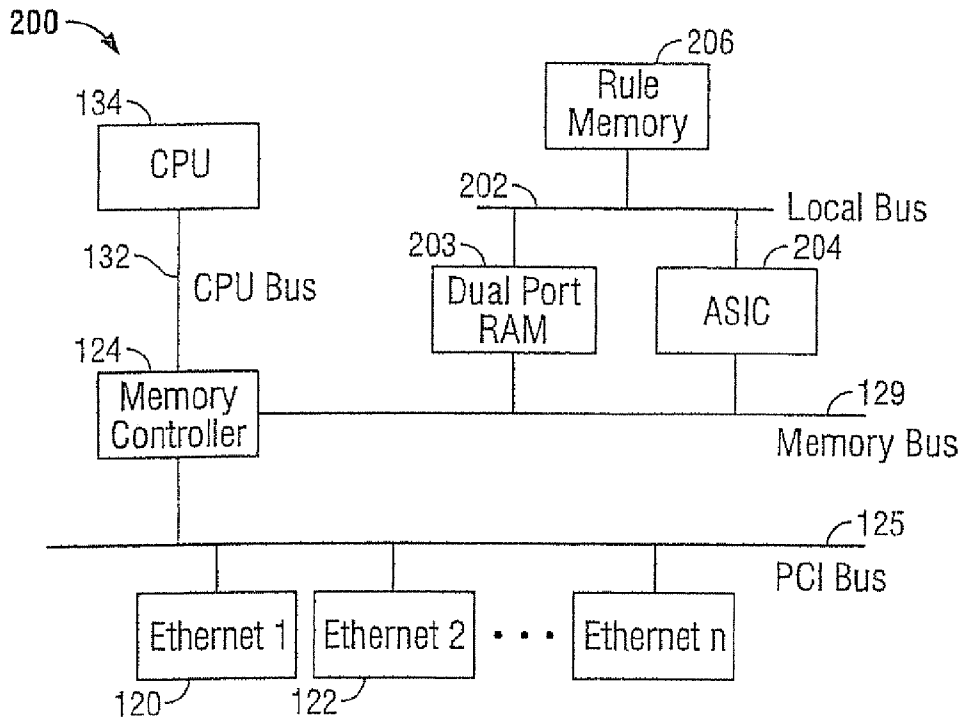 200
206
Rule
Memory
134
CPU
202
Local Bus
132
CPU Bus
203
Dual Port
RAM
204
ASIC
124
Memory
Controller
129
Memory Bus
125
PCI Bus
Ethernet 1
Ethernet 2
• • •
Ethernet n
120
122